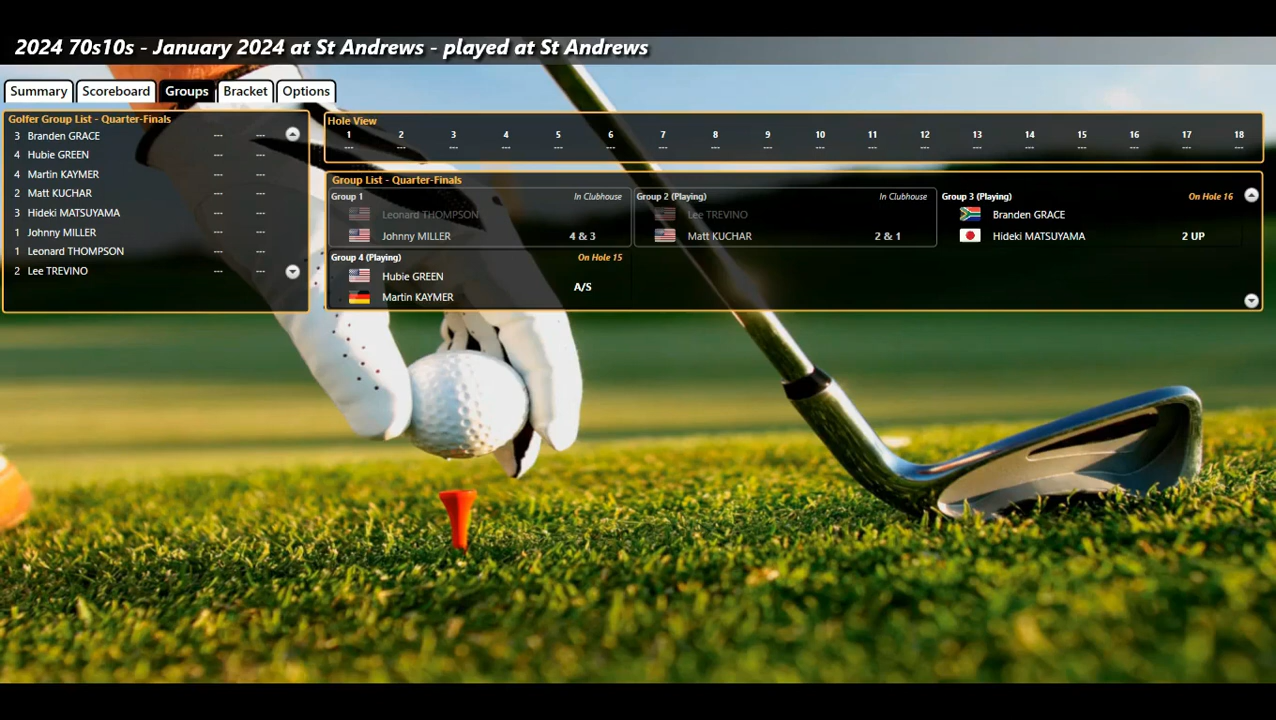 2024 70s10s - January 2024 at St Andrews - played at St Andrews
Summary Scoreboard Groups Bracket Options
Golfer Group List - Quarter-Finals
3 Branden GRACE --- ---
4 Hubie GREEN --- ---
4 Martin KAYMER --- ---
2 Matt KUCHAR --- ---
3 Hideki MATSUYAMA --- ---
1 Johnny MILLER --- ---
1 Leonard THOMPSON --- ---
2 Lee TREVINO --- ---
Hole View
1 2 3 4 5 6 7 8 9 10 11 12 13 14 15 16 17 18
--- --- --- --- --- --- --- --- --- --- --- --- --- --- --- --- --- ---
Group List - Quarter-Finals
Group 1 In Clubhouse
Leonard THOMPSON
Johnny MILLER 4 & 3
Group 2 (Playing) In Clubhouse
Lee TREVINO
Matt KUCHAR 2 & 1
Group 3 (Playing) On Hole 16
Branden GRACE
Hideki MATSUYAMA 2 UP
Group 4 (Playing) On Hole 15
Hubie GREEN
A/S
Martin KAYMER